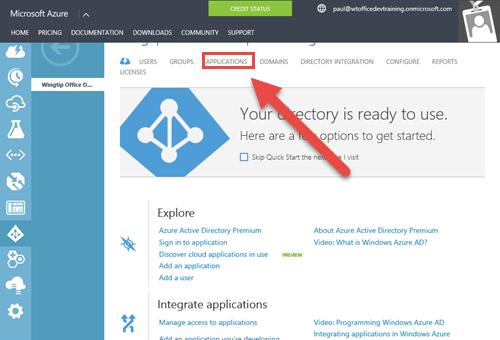 Microsoft Azure
CREDIT STATUS
paul@wtofficedevtraining.onmicrosoft.com
HOME PRICING DOCUMENTATION DOWNLOADS COMMUNITY SUPPORT
USERS GROUPS APPLICATIONS DOMAINS DIRECTORY INTEGRATION CONFIGURE REPORTS
LICENSES
Wingtip Office D...
Your directory is ready to use.
Here are a few options to get started.
Skip Quick Start the next time I visit
Explore
Azure Active Directory Premium
Sign in to application
Discover cloud applications in use PREVIEW
Add an application
Add a user
About Azure Active Directory Premium
Video: What is Windows Azure AD?
Integrate applications
Manage access to applications
Add an application you're developing
Video: Programming Windows Azure AD
Integrating applications in Windows Azure